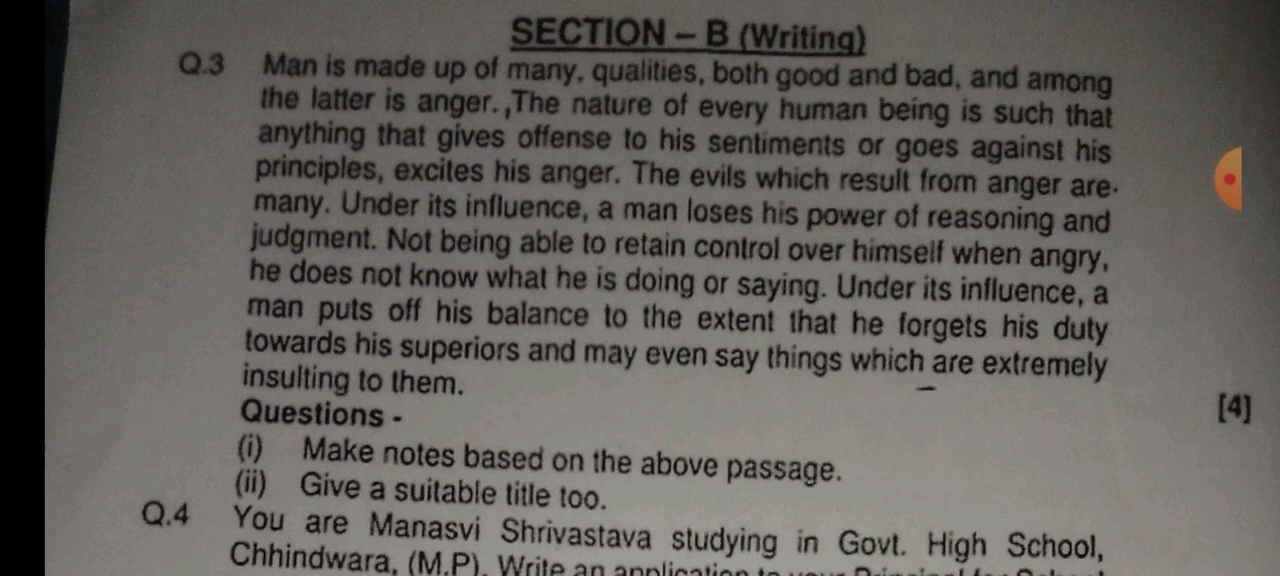 SECTION – B (Writing)
Q.3 Man is made up of many, qualities, both good and bad, and among
the latter is anger. ,The nature of every human being is such that
anything that gives offense to his sentiments or goes against his
principles, excites his anger. The evils which result from anger are
many. Under its influence, a man loses his power of reasoning and
judgment. Not being able to retain control over himself when angry,
he does not know what he is doing or saying. Under its influence, a
man puts off his balance to the extent that he forgets his duty
towards his superiors and may even say things which are extremely
insulting to them.
[4]
Questions -
(i) Make notes based on the above passage.
(ii) Give a suitable title too.
Q.4 You are Manasvi Shrivastava studying in Govt. High School,
Chhindwara, (M.P). Write an application to your Principal for